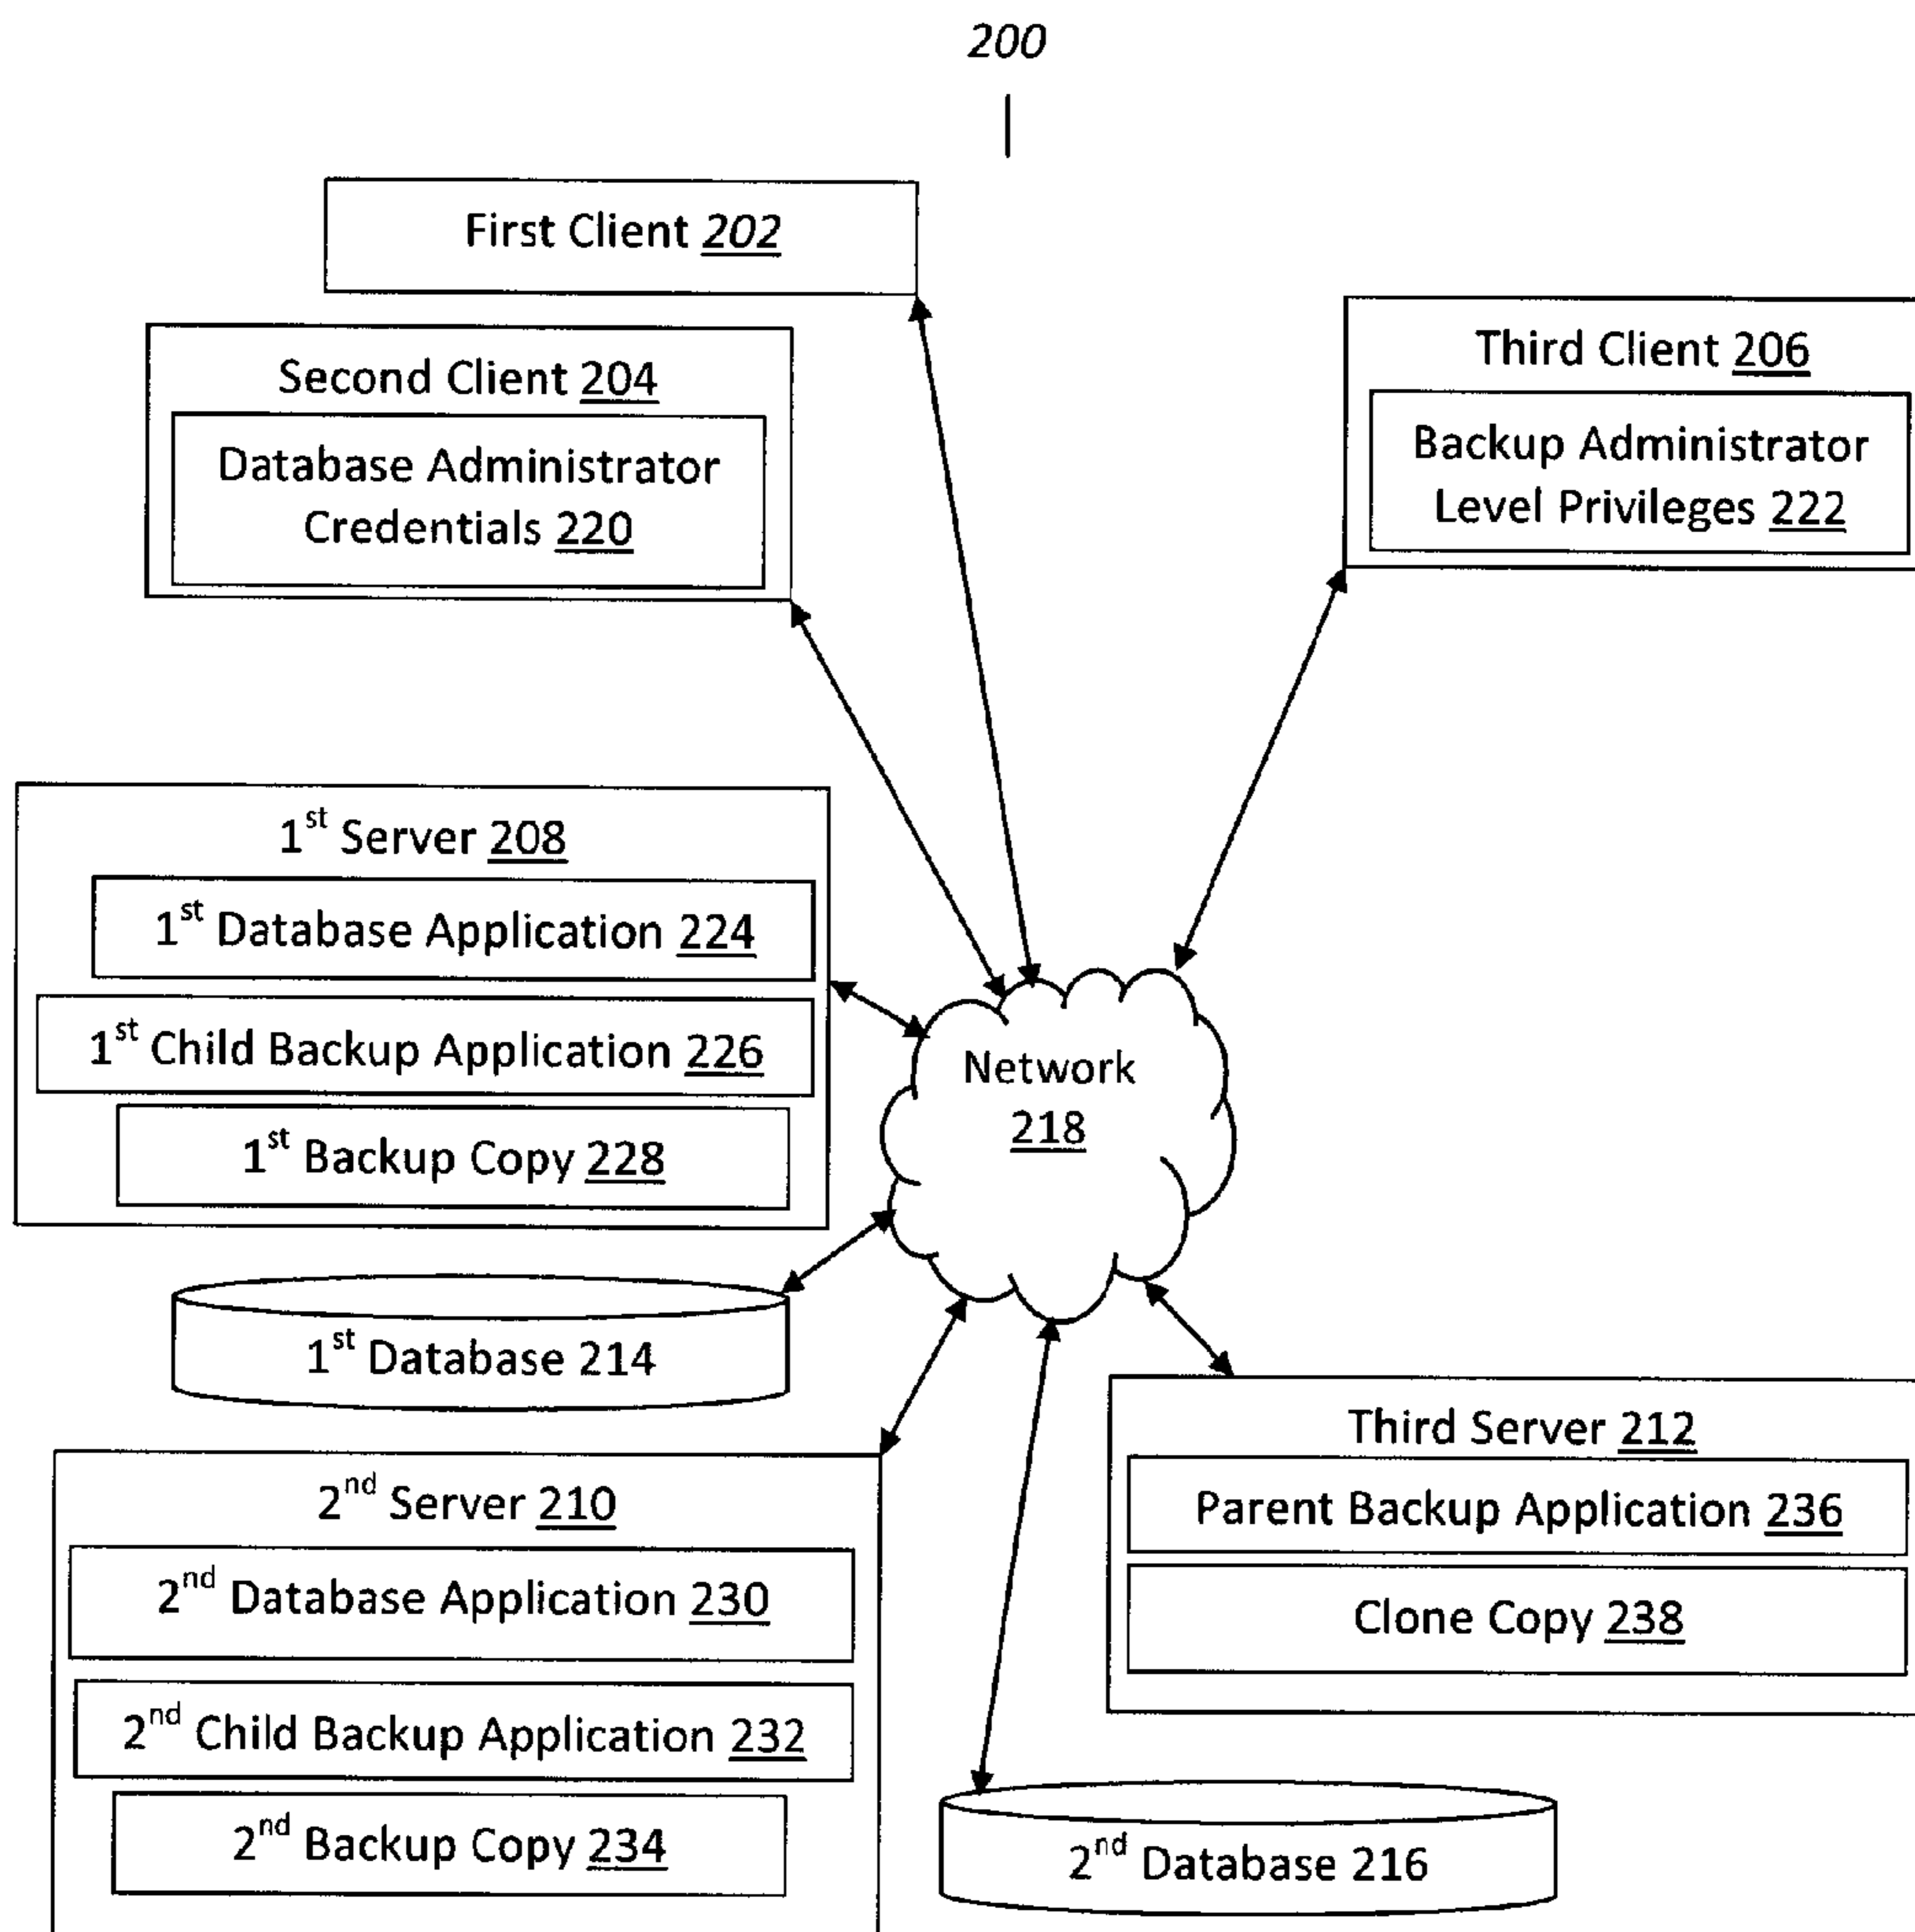 200
First Client 202
Second Client 204
Database Administrator
Credentials 220
Third Client 206
Backup Administrator
Level Privileges 222
1st Server 208
1st Database Application 224
1st Child Backup Application 226
1st Backup Copy 228
Network
218
1st Database 214
2nd Server 210
2nd Database Application 230
2nd Child Backup Application 232
2nd Backup Copy 234
Third Server 212
Parent Backup Application 236
Clone Copy 238
2nd Database 216